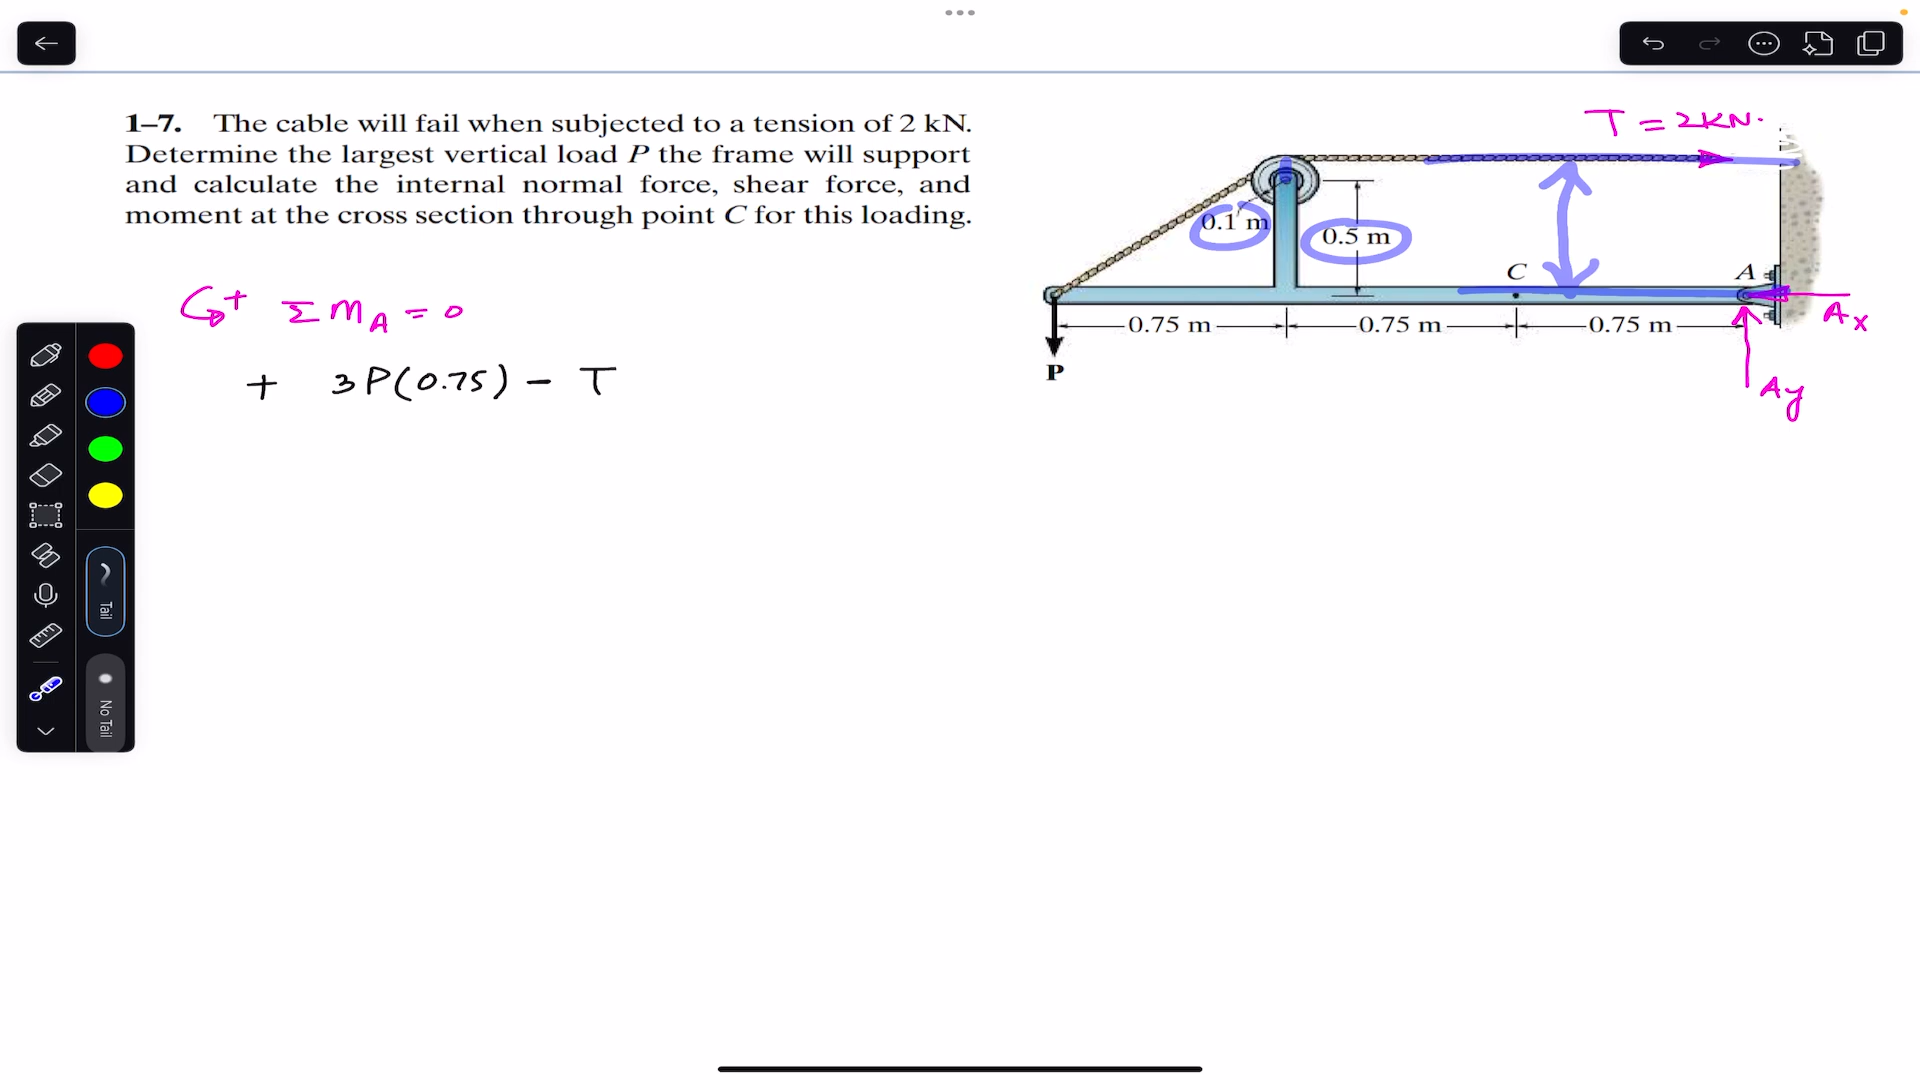 1–7. The cable will fail when subjected to a tension of 2 kN.
Determine the largest vertical load P the frame will support
and calculate the internal normal force, shear force, and
moment at the cross section through point C for this loading.
T = 2KN.
0.1 m
0.5 m
C
A
Ax
0.75 m
0.75 m
0.75 m
P
Ay
+ ΣMA = 0
+ 3P(0.75) - T
Tail
No Tail